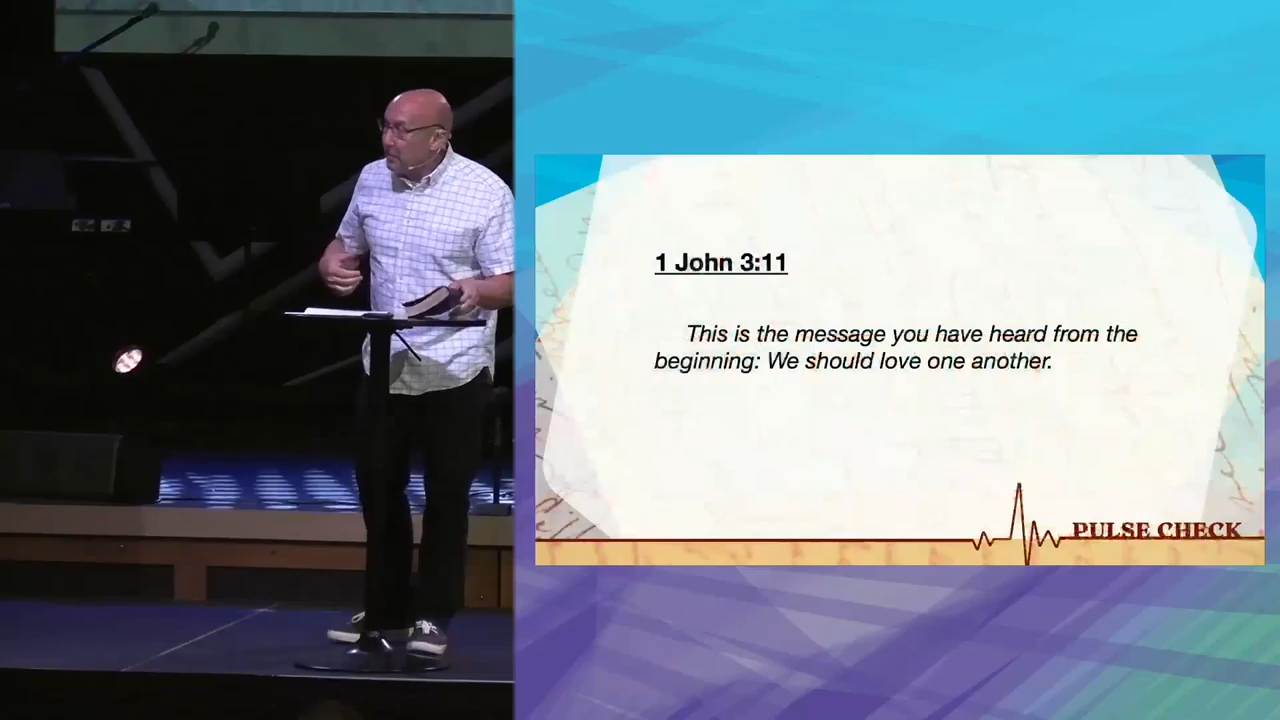 1 John 3:11
This is the message you have heard from the
beginning: We should love one another.
PULSE CHECK